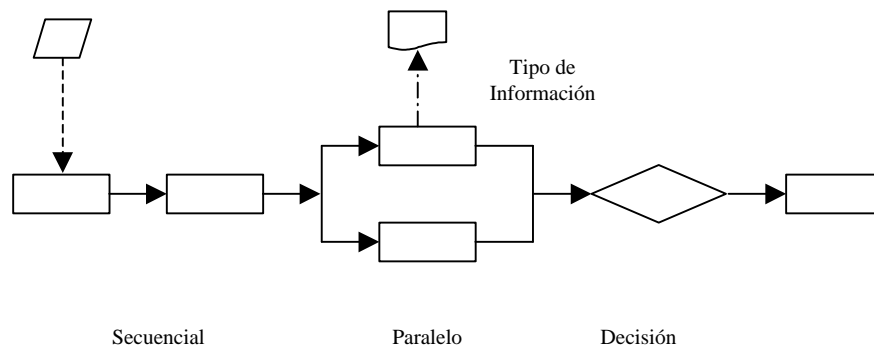 Tipo de
Información
Secuencial
Paralelo
Decisión